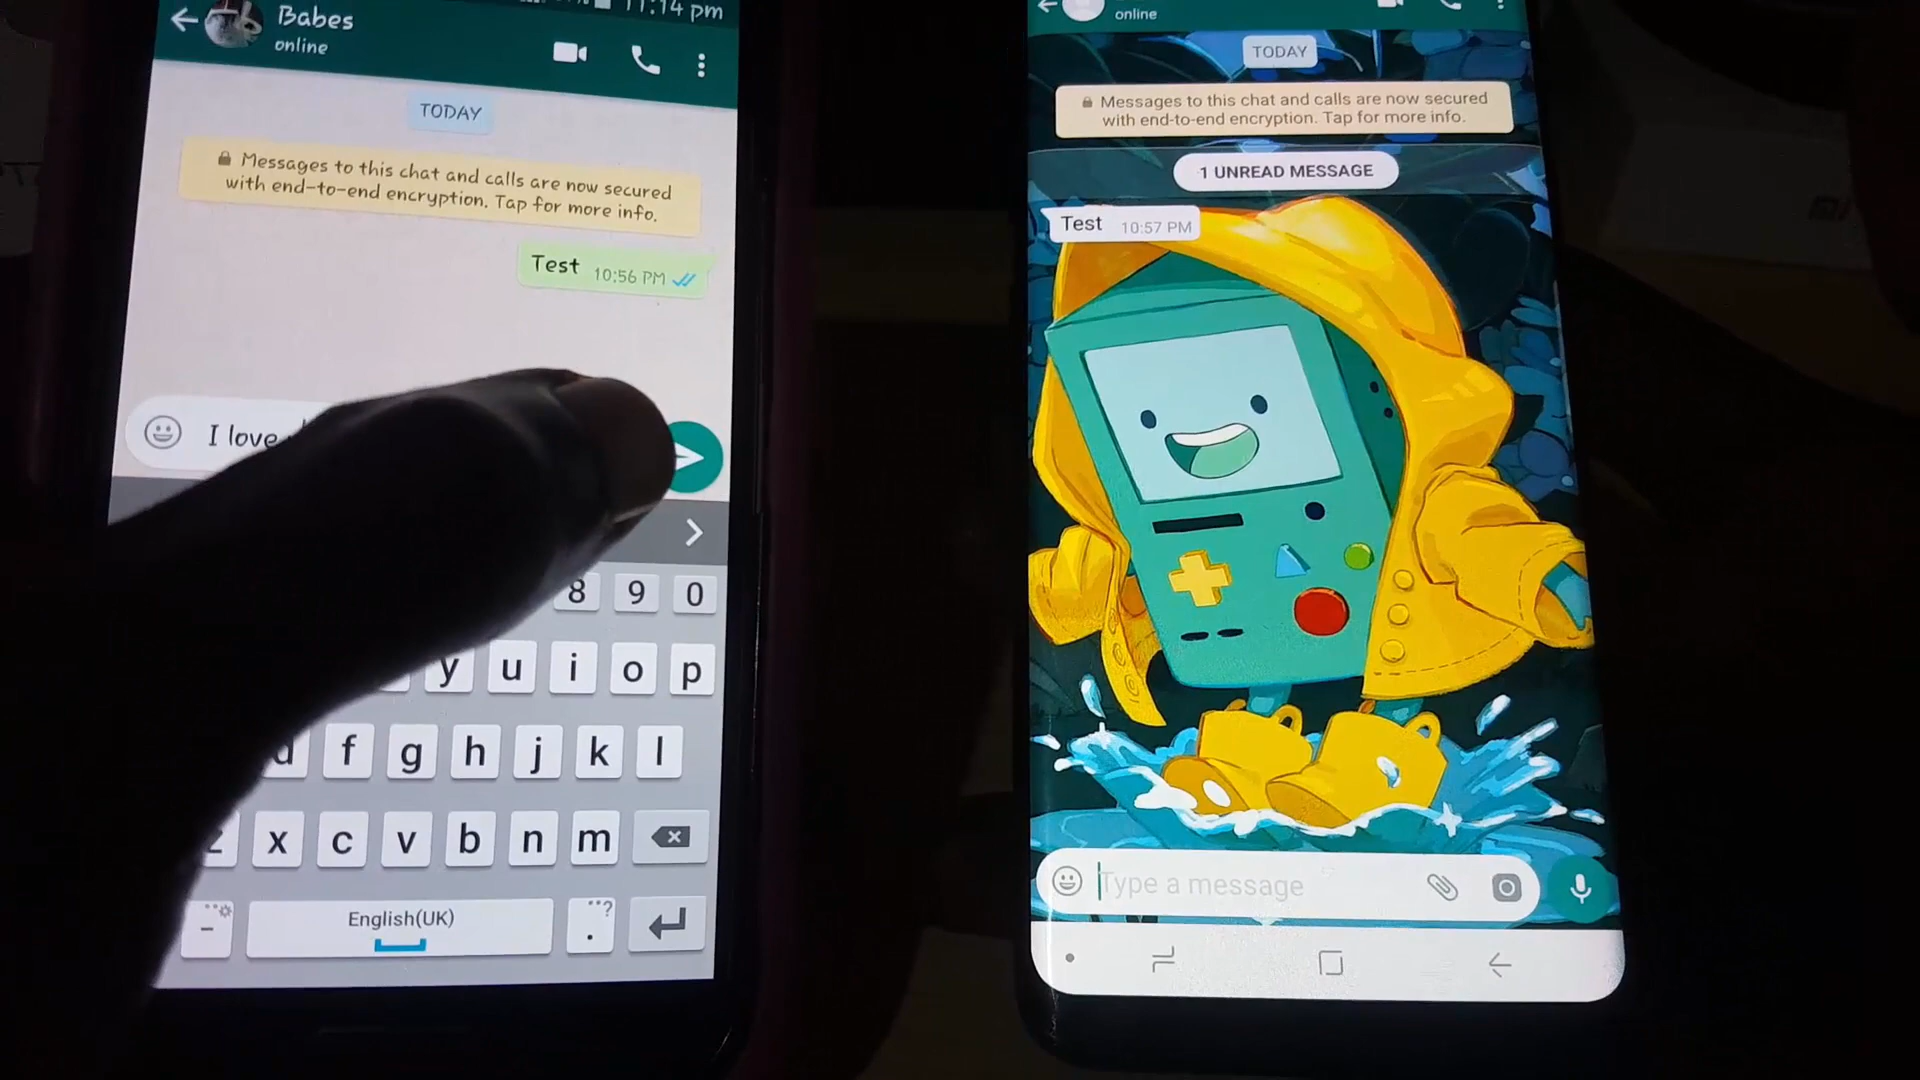 11:14 pm
Babes
online
TODAY
Messages to this chat and calls are now secured
with end-to-end encryption. Tap for more info.
Test 10:56 PM
I love
8 9 0
y u i o p
d f g h j k l
z x c v b n m
English(UK)
. ?
online
TODAY
Messages to this chat and calls are now secured
with end-to-end encryption. Tap for more info.
1 UNREAD MESSAGE
Test 10:57 PM
Type a message